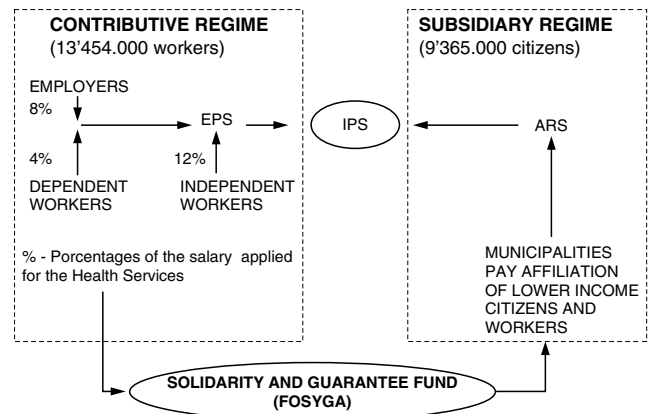 CONTRIBUTIVE REGIME
(13'454.000 workers)
EMPLOYERS
8%
EPS
4%
12%
DEPENDENT
WORKERS
INDEPENDENT
WORKERS
% - Porcentages of the salary applied
for the Health Services
IPS
SUBSIDIARY REGIME
(9'365.000 citizens)
ARS
MUNICIPALITIES
PAY AFFILIATION
OF LOWER INCOME
CITIZENS AND
WORKERS
SOLIDARITY AND GUARANTEE FUND
(FOSYGA)